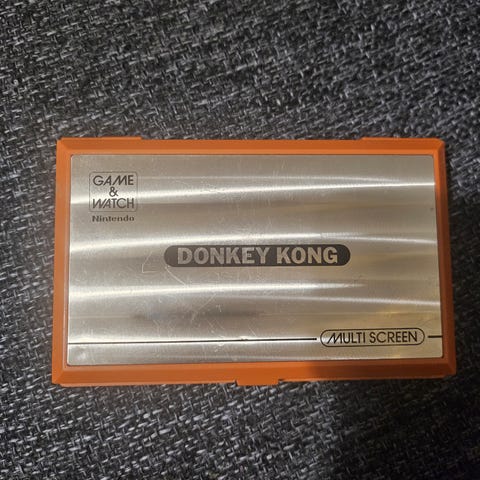 GAME
&
WATCH
Nintendo
DONKEY KONG
MULTI SCREEN